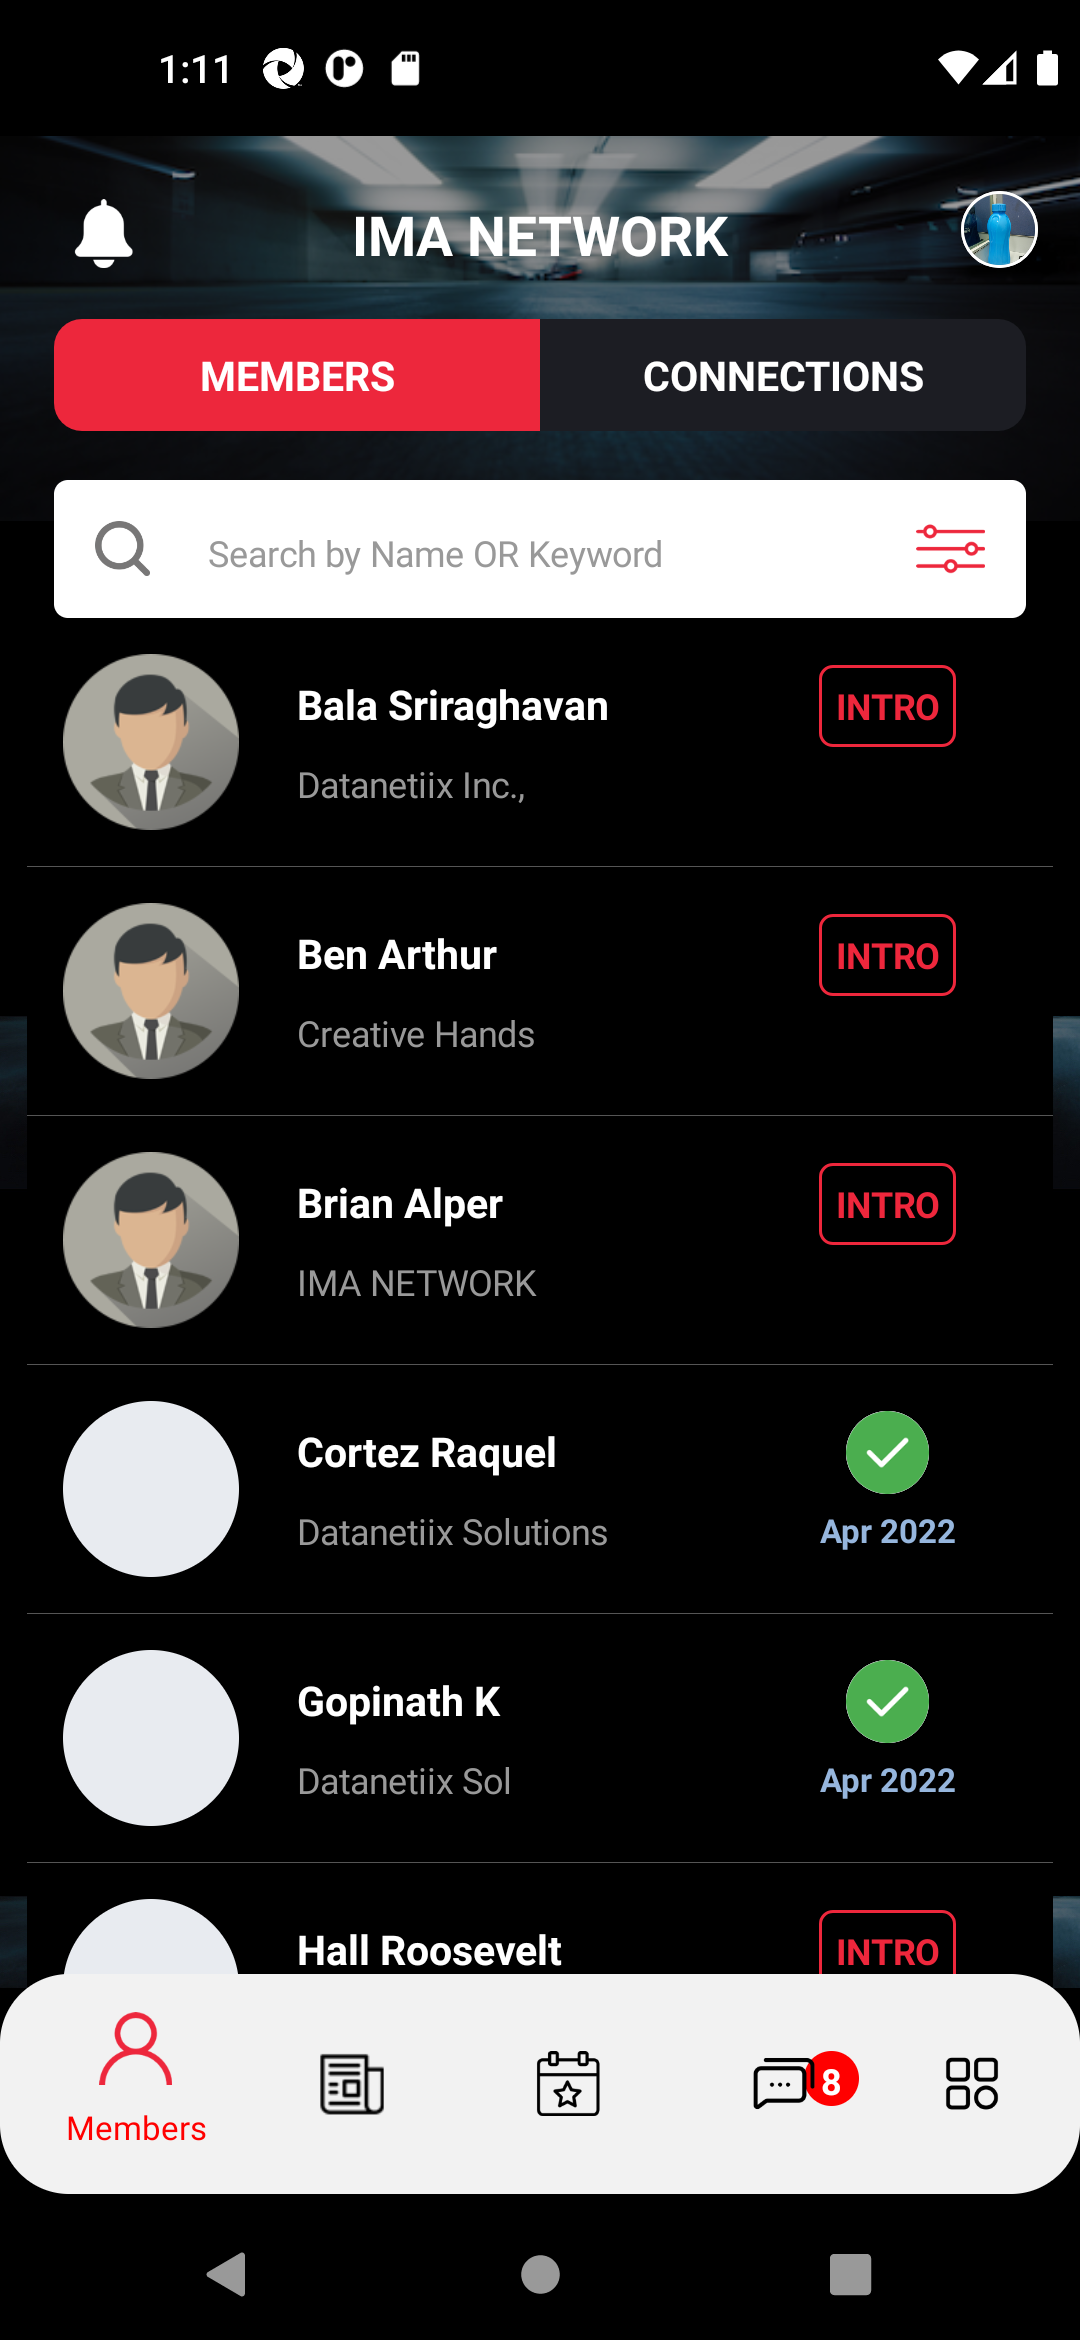 1:11
IMA NETWORK
MEMBERS
CONNECTIONS
Search by Name OR Keyword
Bala Sriraghavan
INTRO
Datanetiix Inc.,
Ben Arthur
INTRO
Creative Hands
Brian Alper
INTRO
IMA NETWORK
Cortez Raquel
Datanetiix Solutions
Apr 2022
Gopinath K
Datanetiix Sol
Apr 2022
Hall Roosevelt
INTRO
8
Members